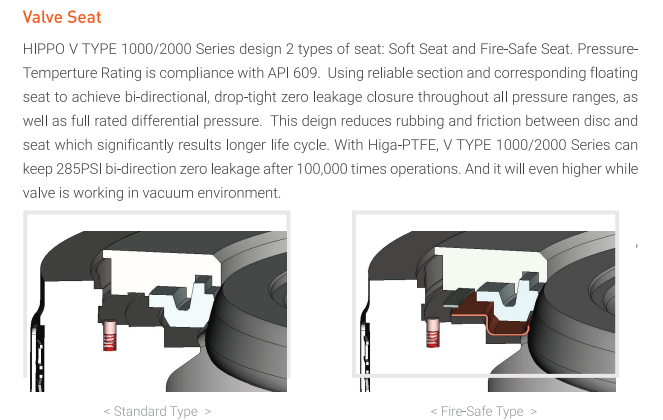 Valve Seat
HIPPO V TYPE 1000/2000 Series design 2 types of seat: Soft Seat and Fire-Safe Seat. Pressure-
Temperture Rating is compliance with API 609. Using reliable section and corresponding floating
seat to achieve bi-directional, drop-tight zero leakage closure throughout all pressure ranges, as
well as full rated differential pressure. This deign reduces rubbing and friction between disc and
seat which significantly results longer life cycle. With Higa-PTFE, V TYPE 1000/2000 Series can
keep 285PSI bi-direction zero leakage after 100,000 times operations. And it will even higher while
valve is working in vacuum environment.
,
< Standard Type >
< Fire-Safe Type >